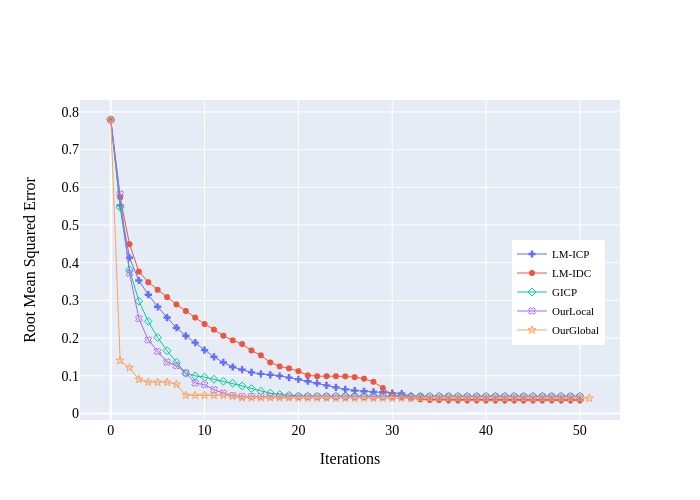 0.8
0.7
0.6
0.5
0.4
0.3
0.2
0.1
0
Root Mean Squared Error
0 10 20 30 40 50
Iterations
LM-ICP
LM-IDC
GICP
OurLocal
OurGlobal